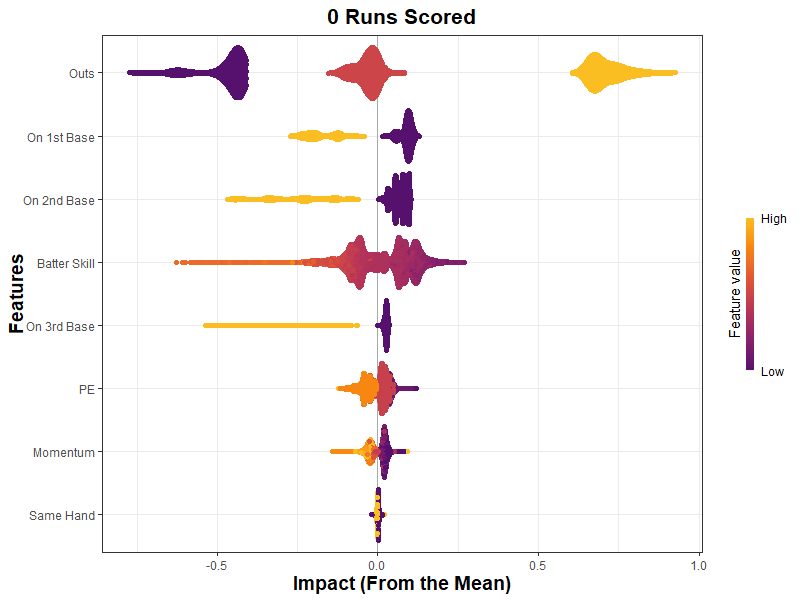 0 Runs Scored
Features
Outs
On 1st Base
On 2nd Base
Batter Skill
On 3rd Base
PE
Momentum
Same Hand
-0.5
0.0
0.5
1.0
Impact (From the Mean)
Feature value
High
Low